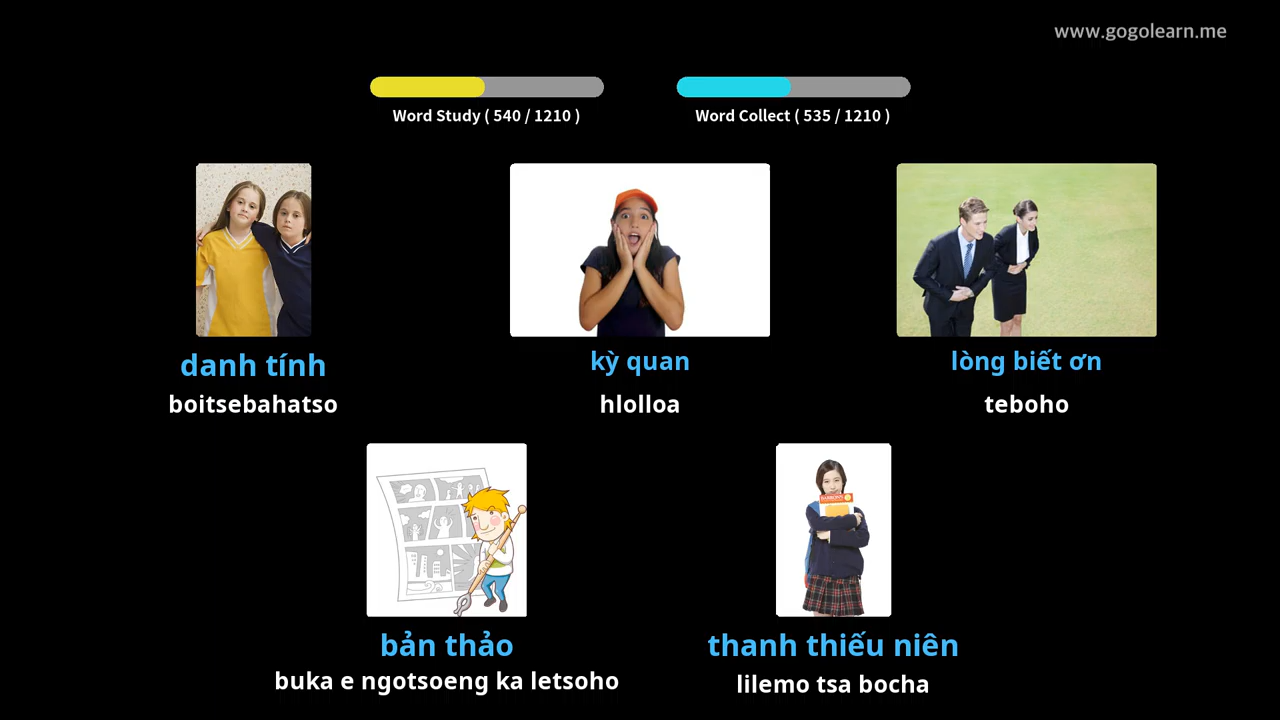 www.gogolearn.me
Word Study ( 540 / 1210 )
Word Collect ( 535 / 1210 )
danh tính
kỳ quan
lòng biết ơn
boitsebahatso
hlolloa
teboho
bản thảo
thanh thiếu niên
buka e ngotsoeng ka letsoho
lilemo tsa bocha